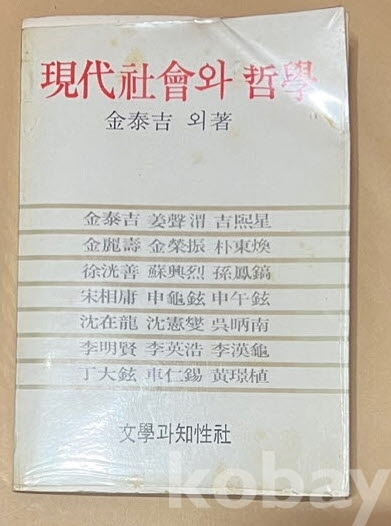 現代社會와 哲學
金泰吉 외著
金泰吉 姜聲渭 吉熙星
金麗壽 金榮振 朴東煥
徐洸善 蘇興烈 孫鳳鎬
宋相庸 申龜鉉 申午鉉
沈在龍 沈憲燮 吳昞南
李明賢 李英浩 李漢龜
丁大鉉 車仁錫 黃璟植
文學과知性社
kobay